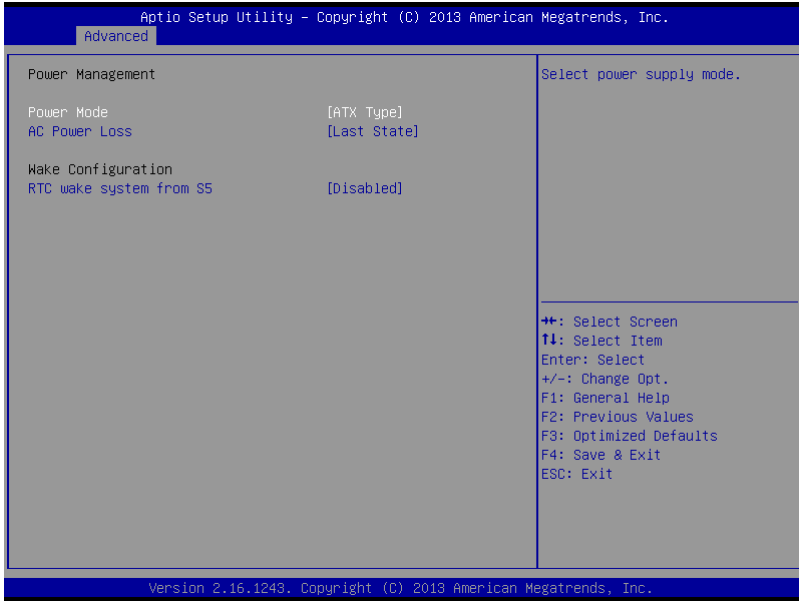 Aptio Setup Utility – Copyright (C) 2013 American Megatrends, Inc.
Advanced
Power Management
Power Mode [ATX Type]
AC Power Loss [Last State]
Wake Configuration
RTC wake system from S5 [Disabled]
Select power supply mode.
→←: Select Screen
↑↓: Select Item
Enter: Select
+/-: Change Opt.
F1: General Help
F2: Previous Values
F3: Optimized Defaults
F4: Save & Exit
ESC: Exit
Version 2.16.1243. Copyright (C) 2013 American Megatrends, Inc.